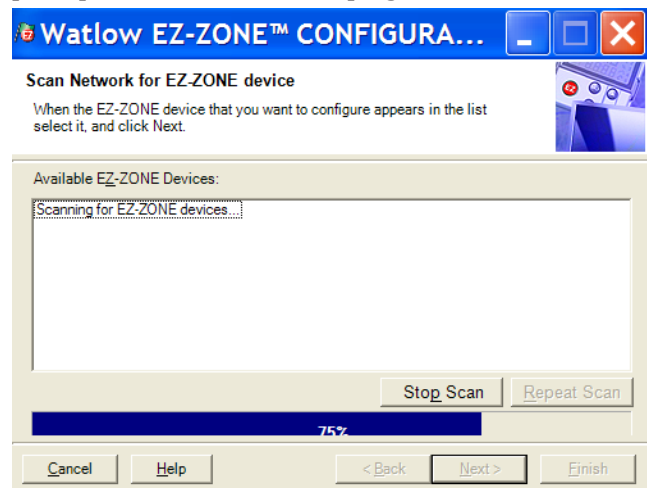 Watlow EZ-ZONE™ CONFIGURA...
Scan Network for EZ-ZONE device
When the EZ-ZONE device that you want to configure appears in the list
select it, and click Next.
EZ
Available EZ-ZONE Devices:
Scanning for EZ-ZONE devices...
Stop Scan
Repeat Scan
75%
Cancel
Help
< Back
Next >
Finish